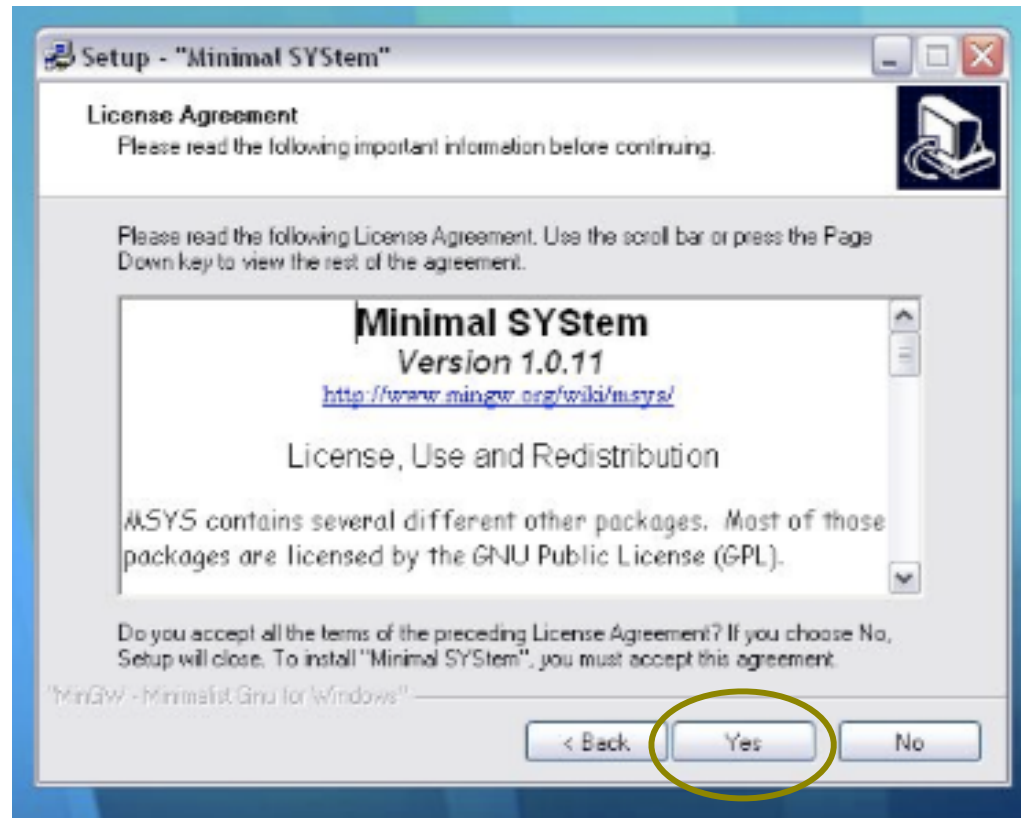 Setup - "Minimal SYStem"
License Agreement
Please read the following important information before continuing.
Please read the following License Agreement. Use the scroll bar or press the Page
Down key to view the rest of the agreement.
Minimal SYStem
Version 1.0.11
http://www.mingw.org/wiki/msys/
License, Use and Redistribution
MSYS contains several different other packages. Most of those
packages are licensed by the GNU Public License (GPL).
Do you accept all the terms of the preceding License Agreement? If you choose No,
Setup will close. To install "Minimal SYStem", you must accept this agreement.
"MinGW - Minimalist Gnu for Windows"
< Back Yes No